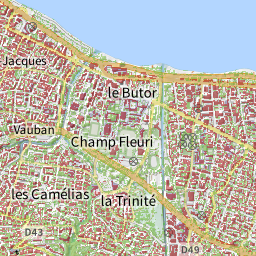 le Butor
Jacques
Vauban
Champ Fleuri
les Camélias
la Trinité
D43
D49